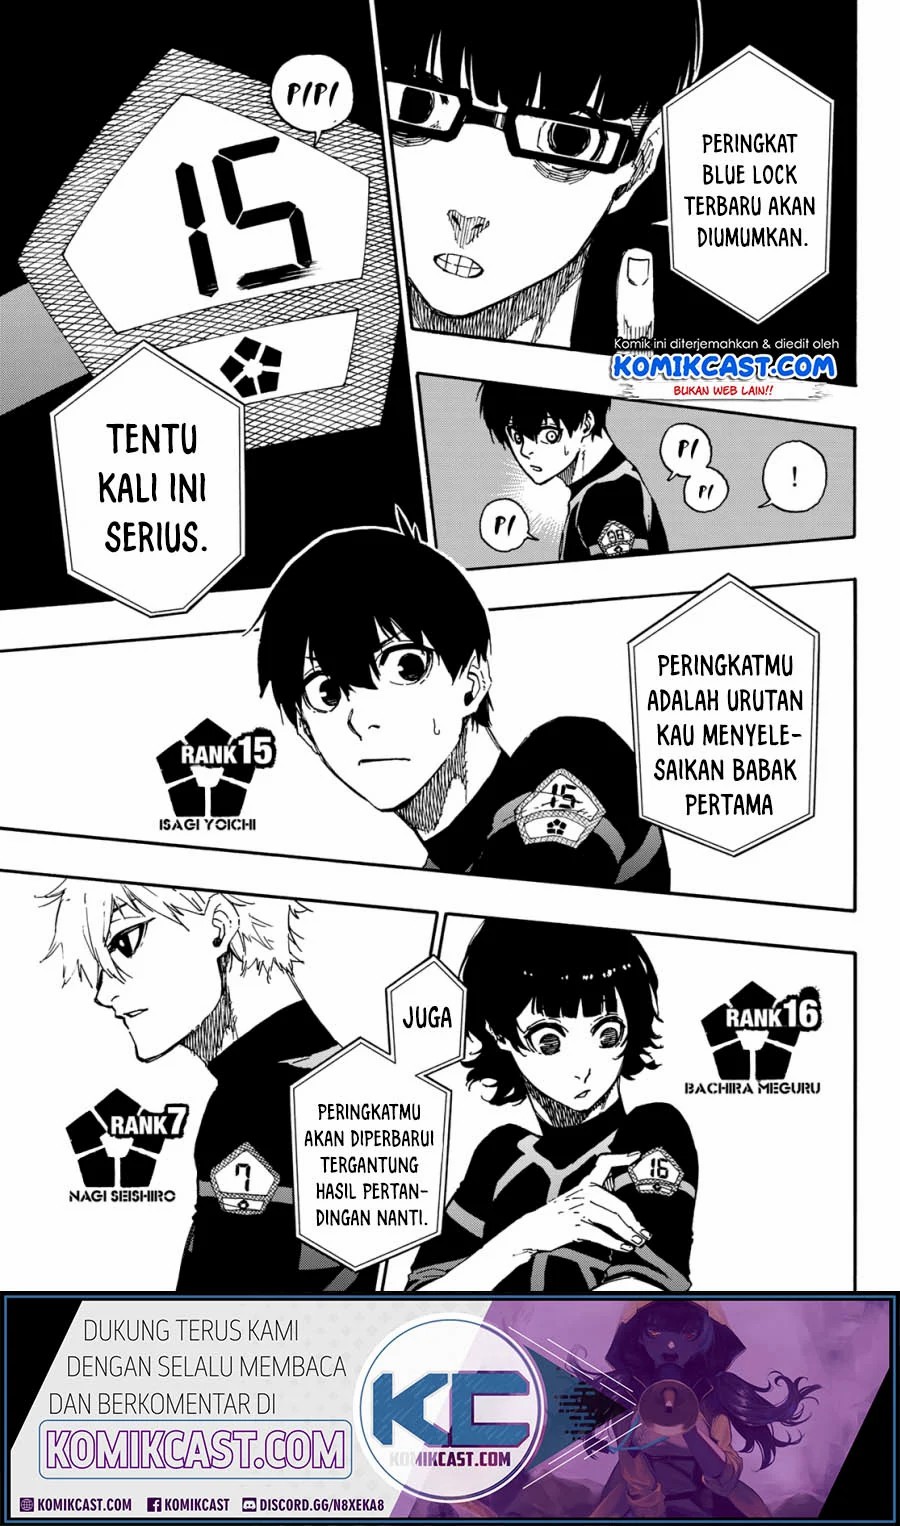 PERINGKAT
BLUE LOCK
TERBARU AKAN
DIUMUMKAN.
Komik ini diterjemahkan & diedit oleh
KOMIKCAST.COM
BUKAN WEB LAIN!!
PIPI
15
TENTU
KALI INI
SERIUS.
!
PI
PI
PI
PERINGKATMU
ADALAH URUTAN
KAU MENYELE-
SAIKAN BABAK
PERTAMA
RANK 15
ISAGI YOICHI
15
RANK 16
BACHIRA MEGURU
16
JUGA
PERINGKATMU
AKAN DIPERBARUI
TERGANTUNG
HASIL PERTAN-
DINGAN NANTI.
RANK 7
NAGI SEISHIRO
7
DUKUNG TERUS KAMI
DENGAN SELALU MEMBACA
DAN BERKOMENTAR DI
KOMIKCAST.COM
KC
KOMIKCAST.COM
KOMIKCAST.COM
KOMIKCAST
DISCORD.GG/N8XEKA8